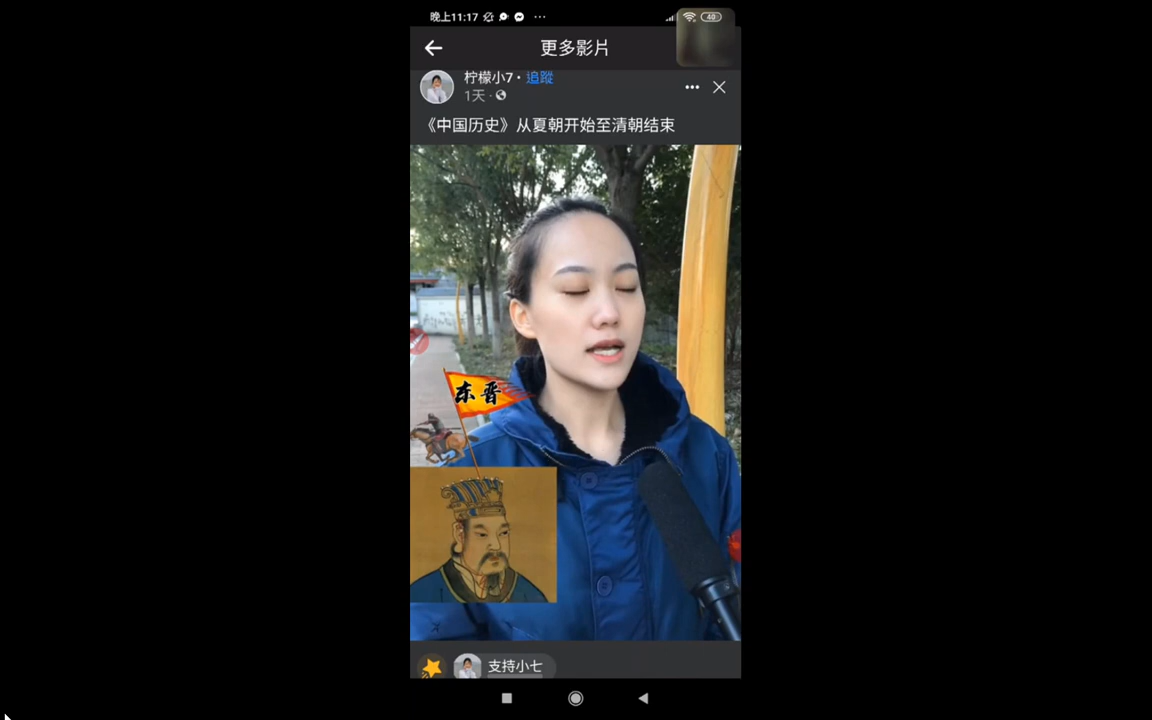 晚上11:17
40
更多影片
柠檬小7 · 追蹤
1天
《中国历史》从夏朝开始至清朝结束
东晋
支持小七